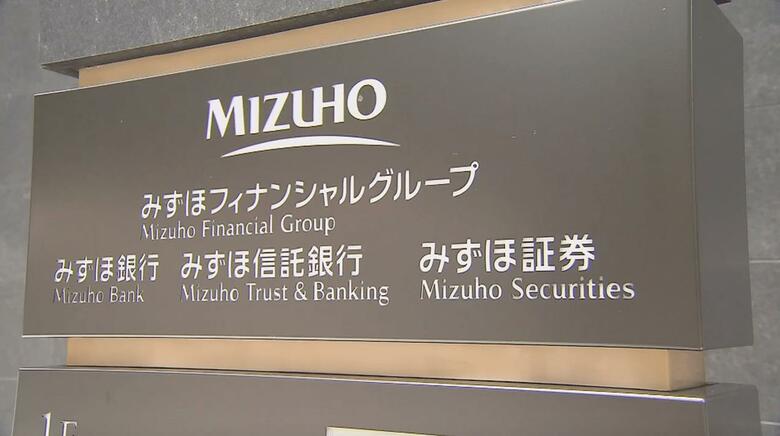 MIZUHO
みずほフィナンシャルグループ
Mizuho Financial Group
みずほ銀行 みずほ信託銀行 みずほ証券
Mizuho Bank Mizuho Trust & Banking Mizuho Securities
1F